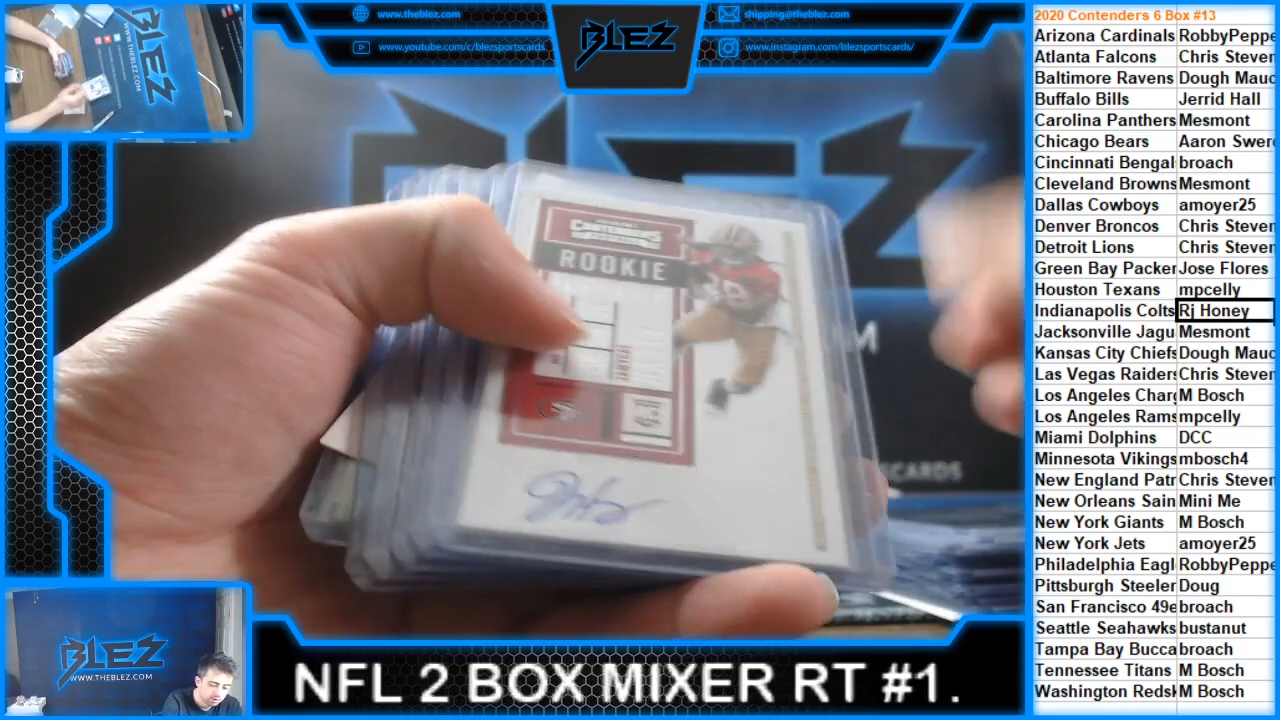 www.theblez.com
www.youtube.com/c/blezsportscards
BLEZ
shipping@theblez.com
www.instagram.com/blezsportscards/
BLEZ
THEBLEZ.COM
BLEZ
CONTENDERS
ROOKIE
BLEZ
WWW.THEBLEZ.COM
NFL 2 BOX MIXER RT #1.
2020 Contenders 6 Box #13
Arizona Cardinals RobbyPeppe
Atlanta Falcons Chris Steven
Baltimore Ravens Dough Mauc
Buffalo Bills Jerrid Hall
Carolina Panthers Mesmont
Chicago Bears Aaron Swer
Cincinnati Bengal broach
Cleveland Browns Mesmont
Dallas Cowboys amoyer25
Denver Broncos Chris Steven
Detroit Lions Chris Steven
Green Bay Packer Jose Flores
Houston Texans mpcelly
Indianapolis Colts Rj Honey
Jacksonville Jagu Mesmont
Kansas City Chiefs Dough Mauc
Las Vegas Raiders Chris Steven
Los Angeles Charg M Bosch
Los Angeles Rams mpcelly
Miami Dolphins DCC
Minnesota Vikings mbosch4
New England Patr Chris Steven
New Orleans Sain Mini Me
New York Giants M Bosch
New York Jets amoyer25
Philadelphia Eagl RobbyPeppe
Pittsburgh Steeler Doug
San Francisco 49e broach
Seattle Seahawks bustanut
Tampa Bay Bucca broach
Tennessee Titans M Bosch
Washington Redsk M Bosch